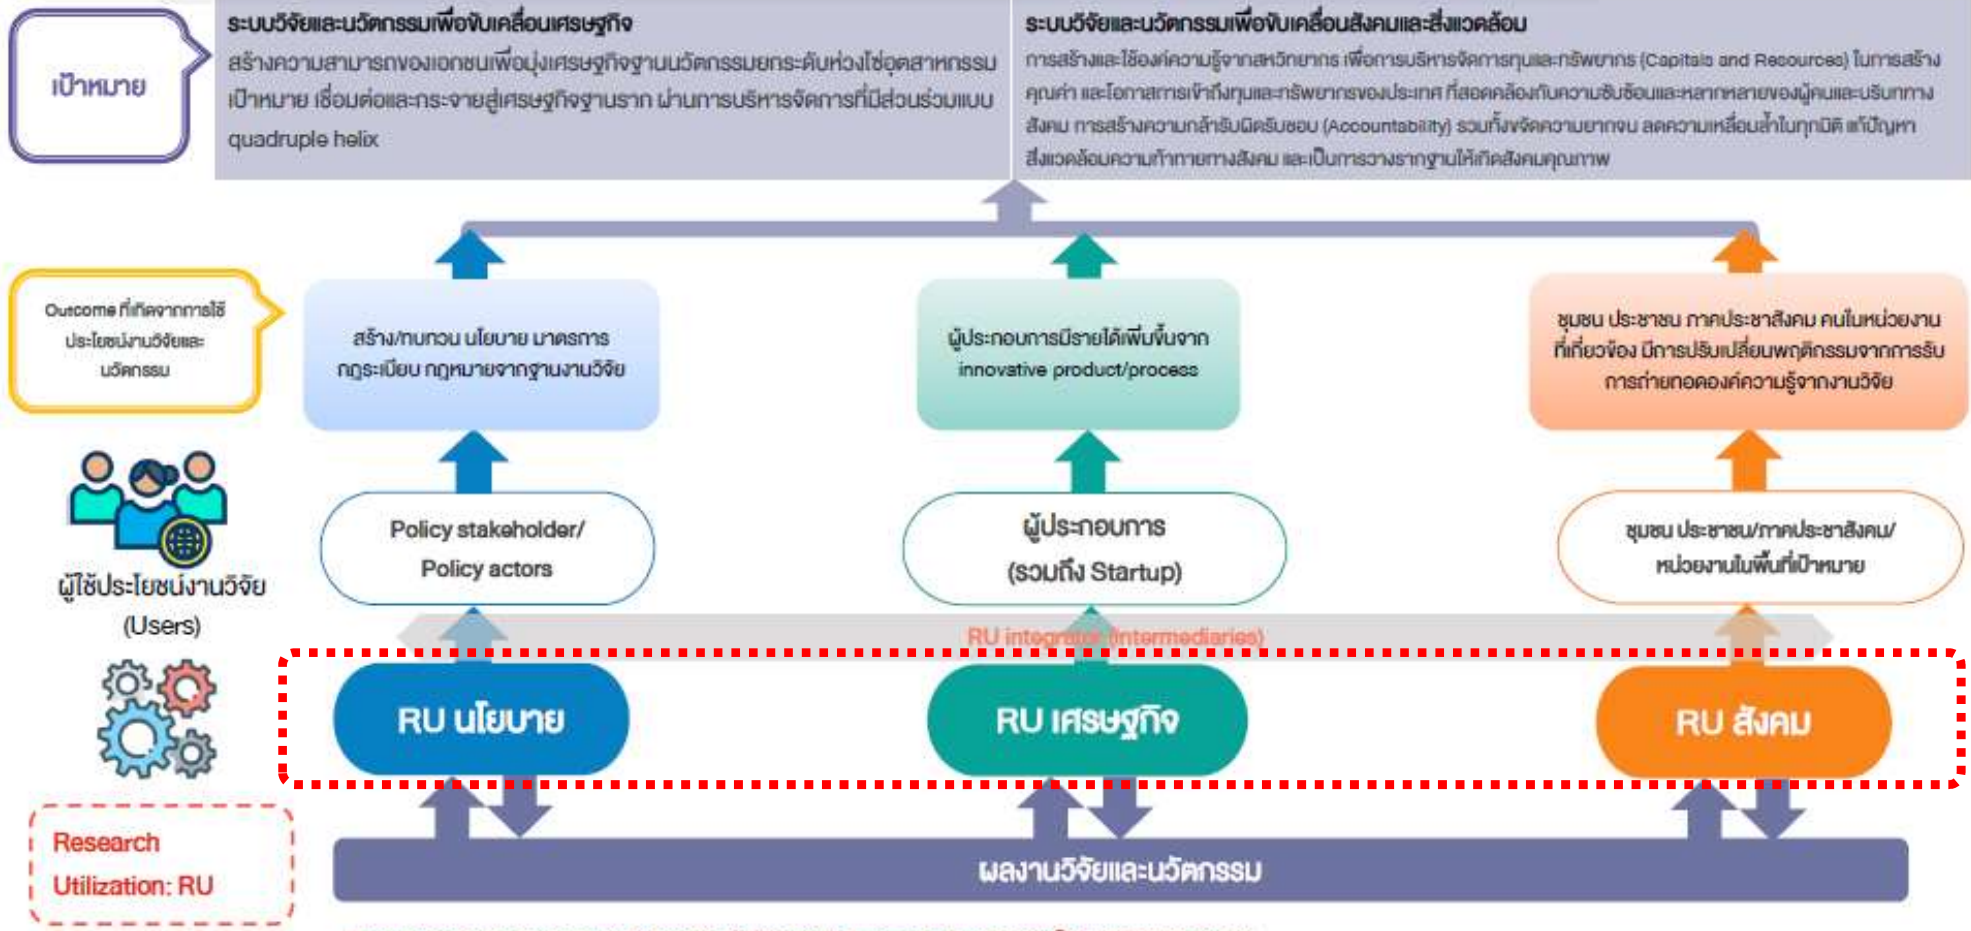 เป้าหมาย
ระบบวิจัยและนวัตกรรมเพื่อขับเคลื่อนเศรษฐกิจ
สร้างความสามารถของเอกชนเพื่อมุ่งเศรษฐกิจฐานนวัตกรรมยกระดับห่วงโซ่อุตสาหกรรม
เป้าหมาย เชื่อมต่อและกระจายสู่เศรษฐกิจฐานราก ผ่านการบริหารจัดการที่มีส่วนร่วมแบบ
quadruple helix
ระบบวิจัยและนวัตกรรมเพื่อขับเคลื่อนสังคมและสิ่งแวดล้อม
การสร้างและใช้องค์ความรู้จากสหวิทยากร เพื่อการบริหารจัดการทุนและทรัพยากร (Capitals and Resources) ในการสร้าง
คุณค่า และโอกาสการเข้าถึงทุนและทรัพยากรของประเทศ ที่สอดคล้องกับความซับซ้อนและหลากหลายของผู้คนและบริบททาง
สังคม การสร้างความกล้ารับผิดรับชอบ (Accountability) รวมทั้งขจัดความยากจน ลดความเหลื่อมล้ำในทุกมิติ แก้ปัญหา
สิ่งแวดล้อมความท้าทายทางสังคม และเป็นการวางรากฐานให้เกิดสังคมคุณภาพ
Outcome ที่เกิดจากการใช้
ประโยชน์งานวิจัยและ
นวัตกรรม
สร้าง/ทบทวน นโยบาย มาตรการ
กฎระเบียบ กฎหมายจากฐานงานวิจัย
ผู้ประกอบการมีรายได้เพิ่มขึ้นจาก
innovative product/process
ชุมชน ประชาชน ภาคประชาสังคม คนในหน่วยงาน
ที่เกี่ยวข้อง มีการปรับเปลี่ยนพฤติกรรมจากการรับ
การถ่ายทอดองค์ความรู้จากงานวิจัย
ผู้ใช้ประโยชน์งานวิจัย
(Users)
Policy stakeholder/
Policy actors
ผู้ประกอบการ
(รวมถึง Startup)
ชุมชน ประชาชน/ภาคประชาสังคม/
หน่วยงานในพื้นที่เป้าหมาย
RU integrator (intermediaries)
RU นโยบาย
RU เศรษฐกิจ
RU สังคม
Research
Utilization: RU
ผลงานวิจัยและนวัตกรรม